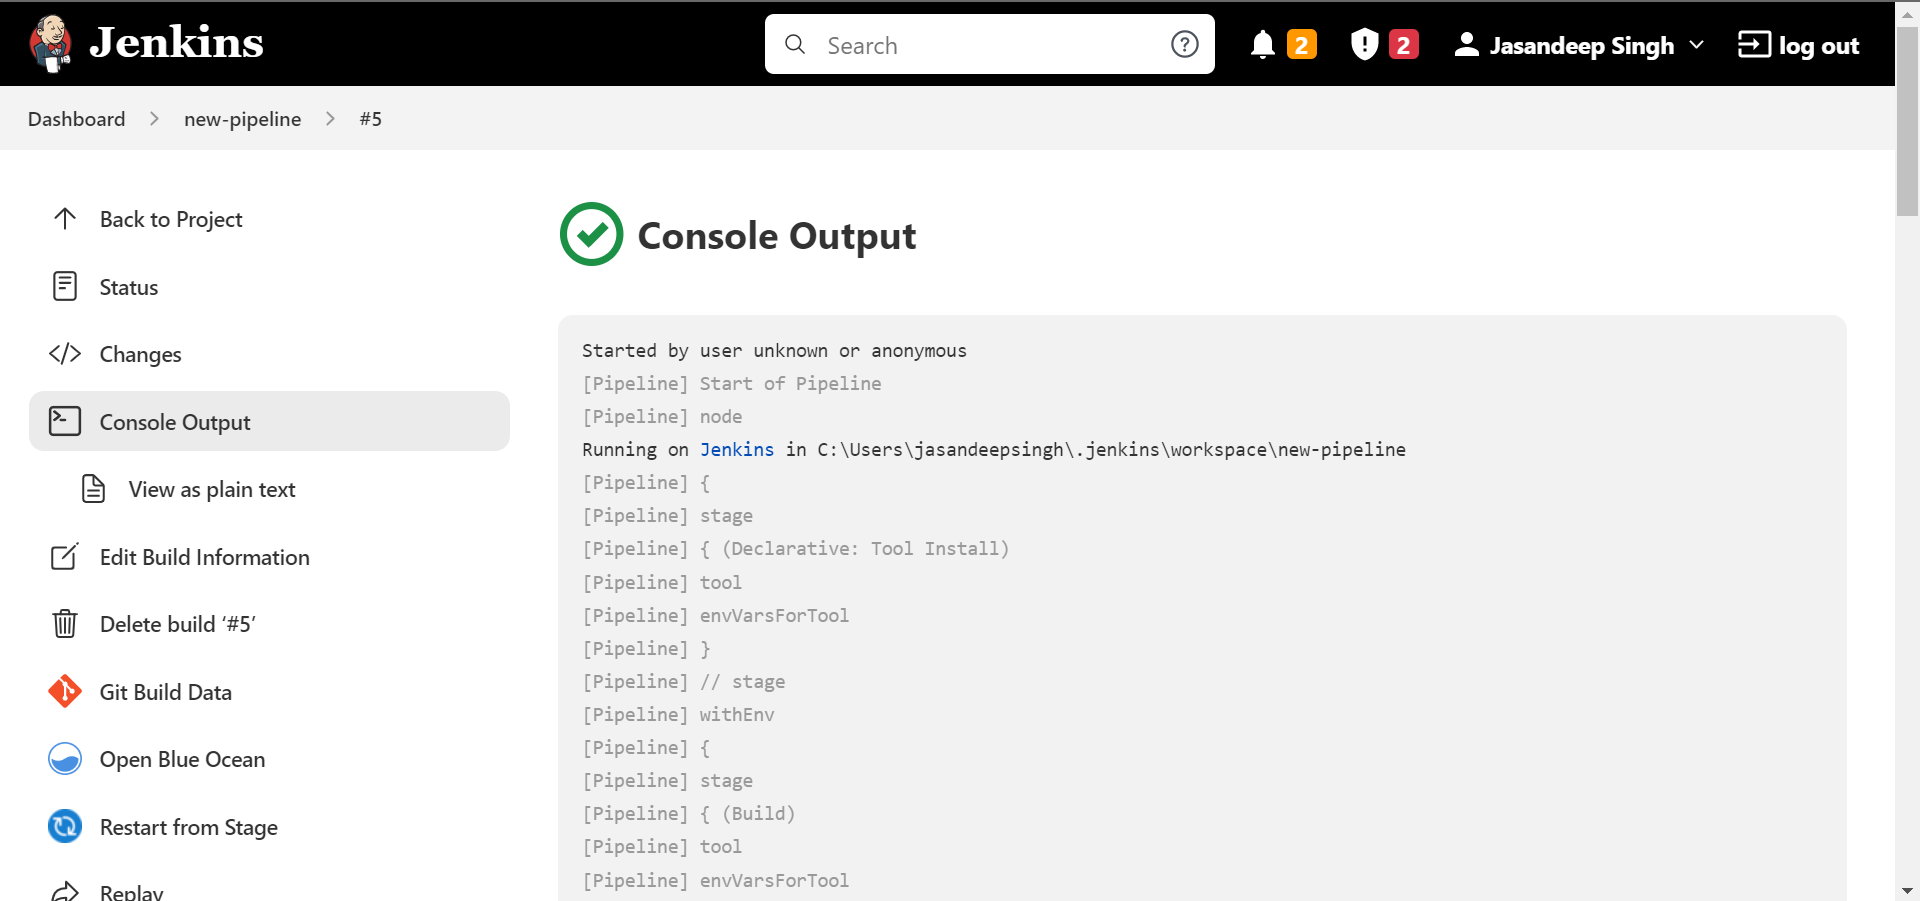 Jenkins
Search
2
2
Jasandeep Singh
log out
Dashboard
new-pipeline
#5
Back to Project
Status
Changes
Console Output
View as plain text
Edit Build Information
Delete build ‘#5’
Git Build Data
Open Blue Ocean
Restart from Stage
Replay
Console Output
Started by user unknown or anonymous
[Pipeline] Start of Pipeline
[Pipeline] node
Running on Jenkins in C:\Users\jasandeepsingh\.jenkins\workspace\new-pipeline
[Pipeline] {
[Pipeline] stage
[Pipeline] { (Declarative: Tool Install)
[Pipeline] tool
[Pipeline] envVarsForTool
[Pipeline] }
[Pipeline] // stage
[Pipeline] withEnv
[Pipeline] {
[Pipeline] stage
[Pipeline] { (Build)
[Pipeline] tool
[Pipeline] envVarsForTool